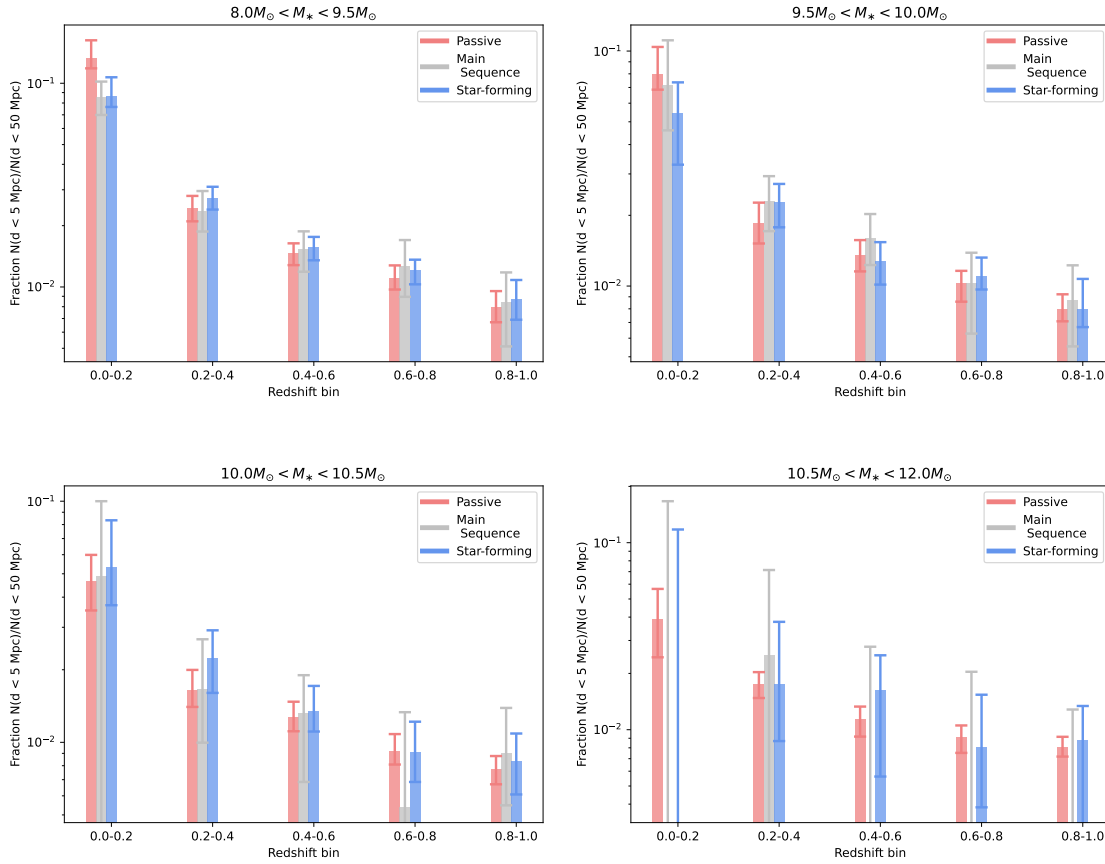 8.0M⊙ < M∗ < 9.5M⊙
Fraction N(d < 5 Mpc)/N(d < 50 Mpc)
10⁻¹
10⁻²
Passive
Main
Sequence
Star-forming
0.0-0.2
0.2-0.4
0.4-0.6
0.6-0.8
0.8-1.0
Redshift bin
9.5M⊙ < M∗ < 10.0M⊙
Fraction N(d < 5 Mpc)/N(d < 50 Mpc)
10⁻¹
10⁻²
Passive
Main
Sequence
Star-forming
0.0-0.2
0.2-0.4
0.4-0.6
0.6-0.8
0.8-1.0
Redshift bin
10.0M⊙ < M∗ < 10.5M⊙
Fraction N(d < 5 Mpc)/N(d < 50 Mpc)
10⁻¹
10⁻²
Passive
Main
Sequence
Star-forming
0.0-0.2
0.2-0.4
0.4-0.6
0.6-0.8
0.8-1.0
Redshift bin
10.5M⊙ < M∗ < 12.0M⊙
Fraction N(d < 5 Mpc)/N(d < 50 Mpc)
10⁻¹
10⁻²
Passive
Main
Sequence
Star-forming
0.0-0.2
0.2-0.4
0.4-0.6
0.6-0.8
0.8-1.0
Redshift bin